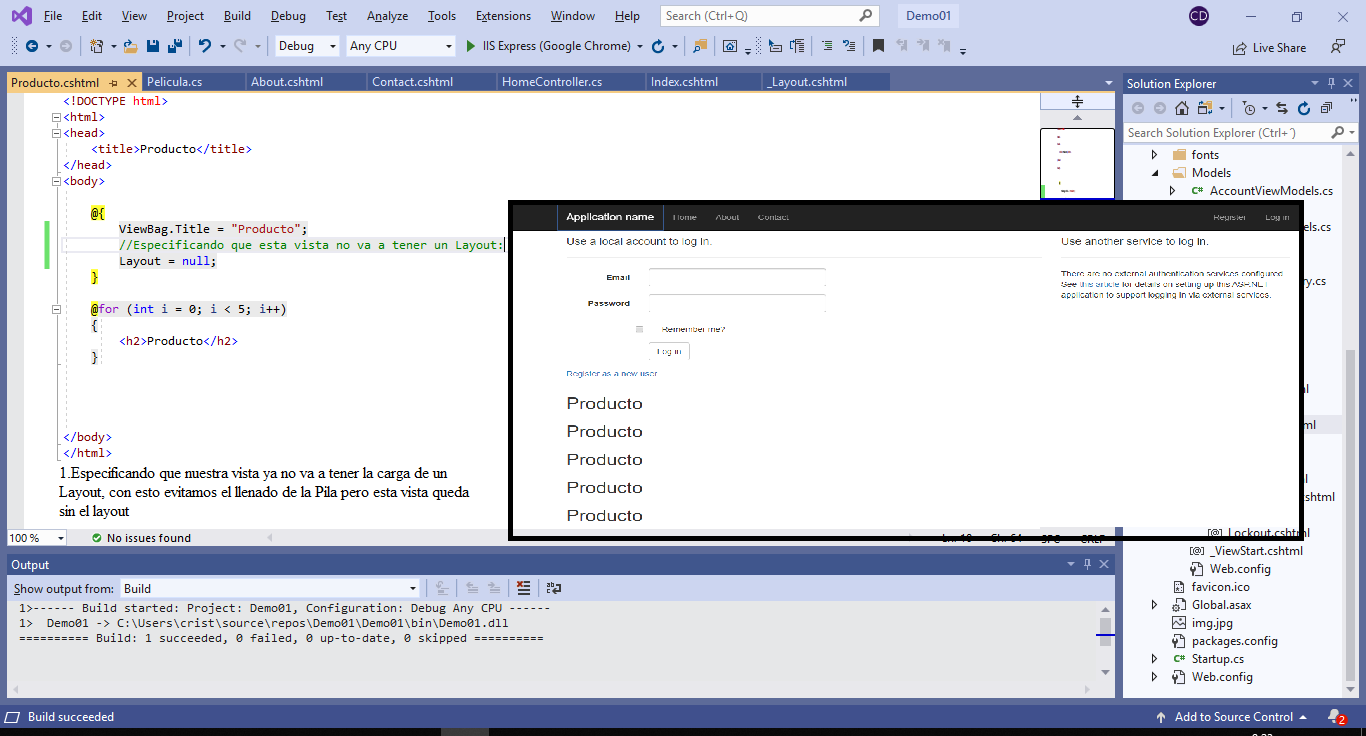 File Edit View Project Build Debug Test Analyze Tools Extensions Window Help Search (Ctrl+Q) Demo01 CD
Debug Any CPU IIS Express (Google Chrome) Live Share
Producto.cshtml Pelicula.cs About.cshtml Contact.cshtml HomeController.cs Index.cshtml _Layout.cshtml
<!DOCTYPE html>
<html>
<head>
<title>Producto</title>
</head>
<body>
@{
ViewBag.Title = "Producto";
//Especificando que esta vista no va a tener un Layout:
Layout = null;
}
@for (int i = 0; i < 5; i++)
{
<h2>Producto</h2>
}
</body>
</html>
1.Especificando que nuestra vista ya no va a tener la carga de un
Layout, con esto evitamos el llenado de la Pila pero esta vista queda
sin el layout
100 % No issues found
Application name Home About Contact Register Log in
Use a local account to log in.
Email
Password
Remember me?
Log in
Register as a new user
Use another service to log in.
There are no external authentication services configured.
See this article for details on setting up this ASP.NET
application to support logging in via external services.
Producto
Producto
Producto
Producto
Producto
Solution Explorer
Search Solution Explorer (Ctrl+´)
fonts
Models
C# AccountViewModels.cs
Lockout.cshtml
_ViewStart.cshtml
Web.config
favicon.ico
Global.asax
img.jpg
packages.config
C# Startup.cs
Web.config
Output
Show output from: Build
1>------ Build started: Project: Demo01, Configuration: Debug Any CPU ------
1> Demo01 -> C:\Users\crist\source\repos\Demo01\Demo01\bin\Demo01.dll
========== Build: 1 succeeded, 0 failed, 0 up-to-date, 0 skipped ==========
Build succeeded Add to Source Control 2